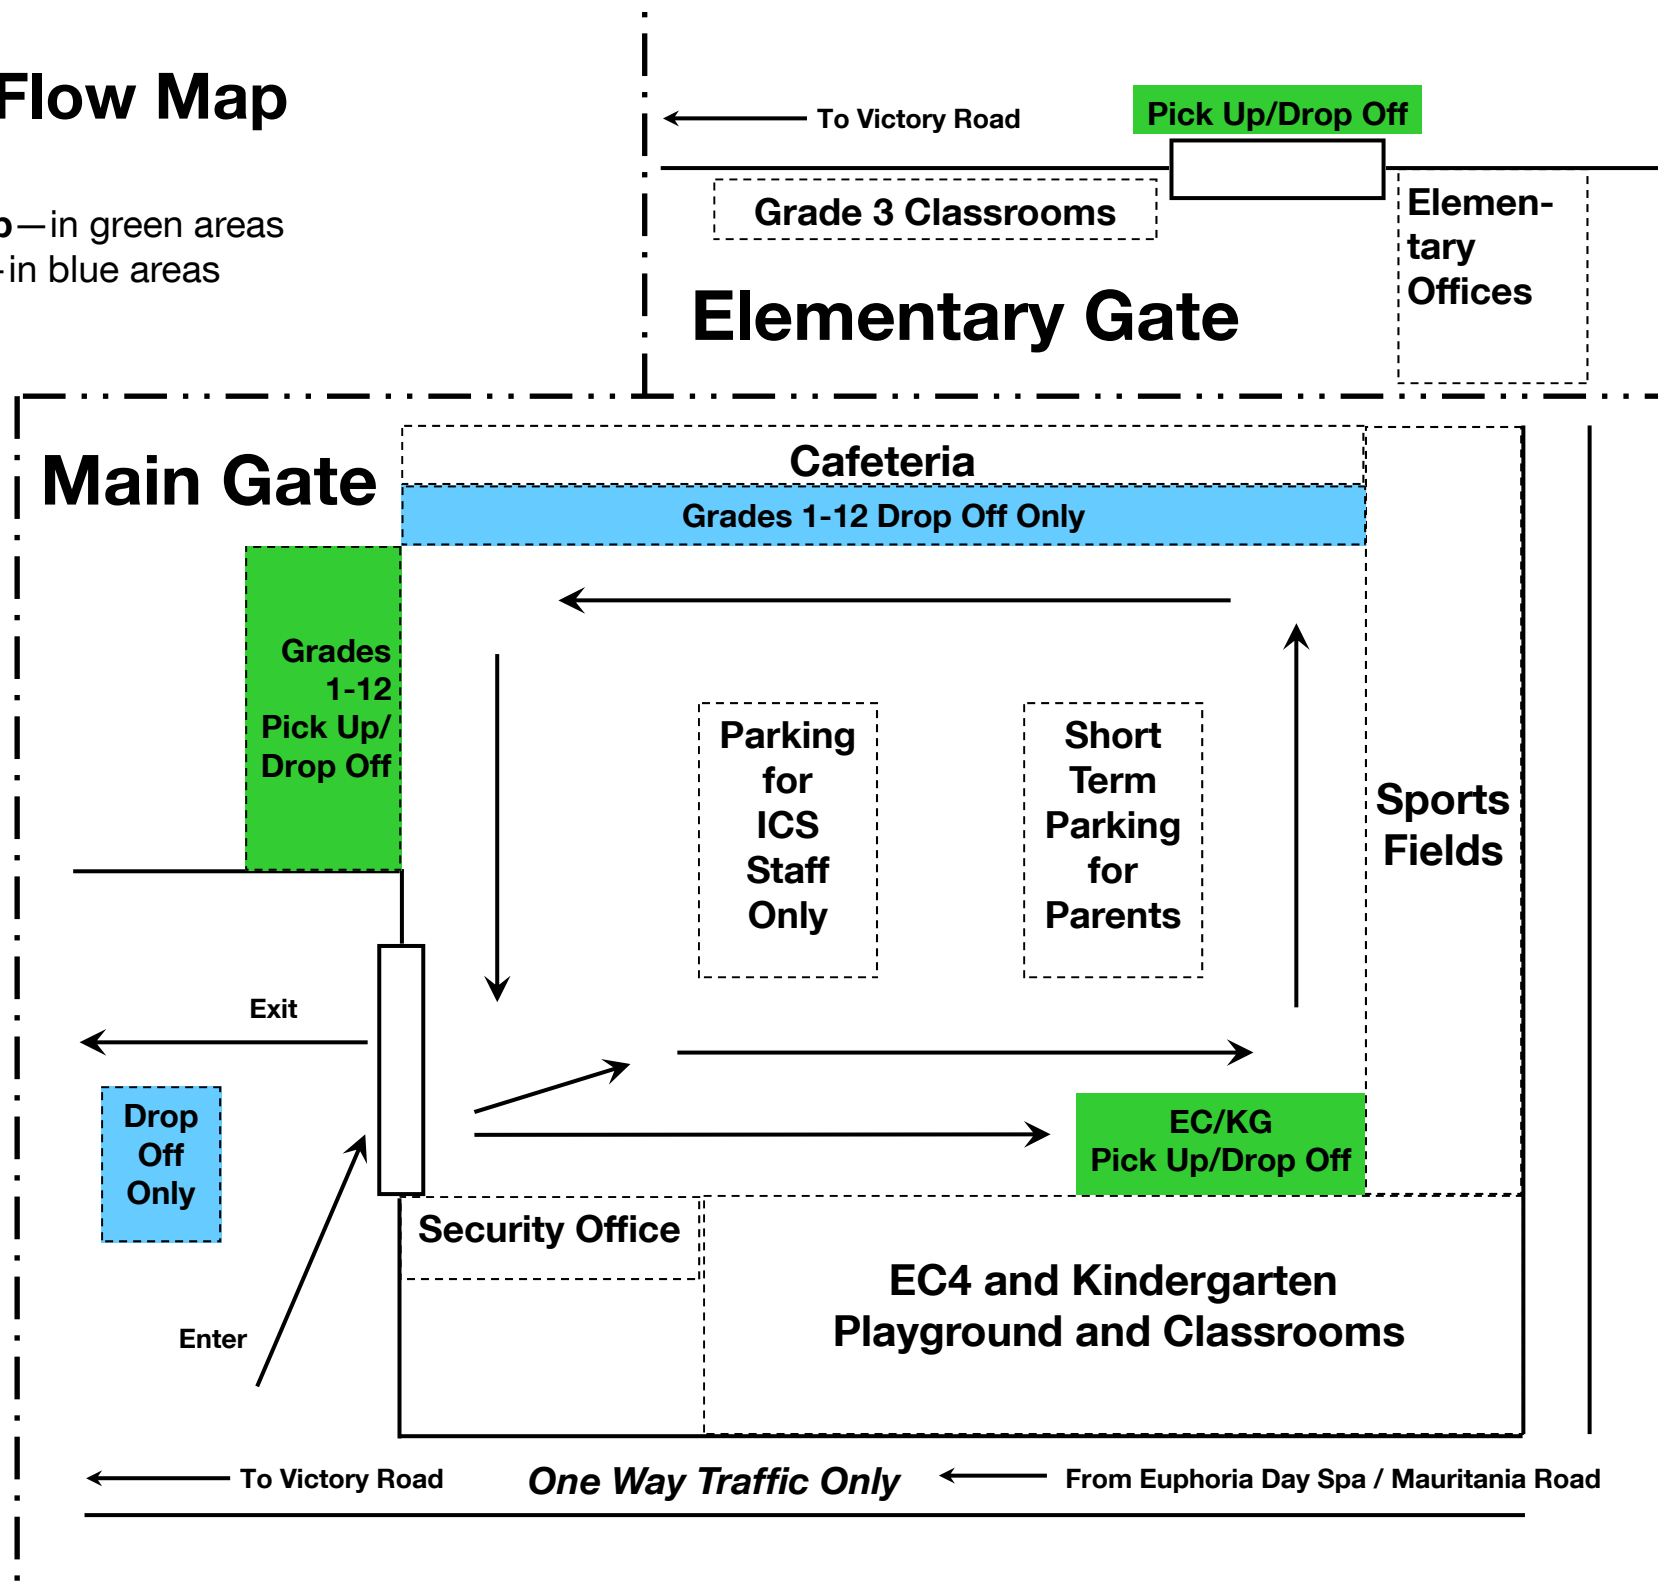 Flow Map
p—in green areas
-in blue areas
To Victory Road
Pick Up/Drop Off
Grade 3 Classrooms
Elemen-
tary
Offices
Elementary Gate
Main Gate
Cafeteria
Grades 1-12 Drop Off Only
Grades
1-12
Pick Up/
Drop Off
Parking
for
ICS
Staff
Only
Short
Term
Parking
for
Parents
Sports
Fields
Exit
Drop
Off
Only
EC/KG
Pick Up/Drop Off
Security Office
EC4 and Kindergarten
Playground and Classrooms
Enter
To Victory Road
One Way Traffic Only
From Euphoria Day Spa / Mauritania Road